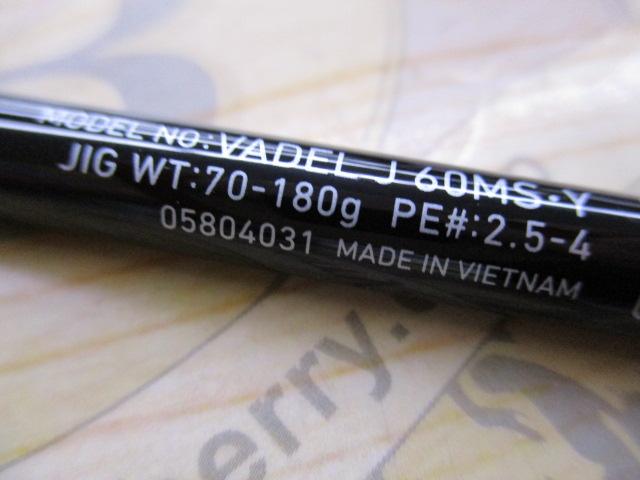 MODEL NO:VADEL J 60MS•Y
JIG WT:70-180g PE#:2.5-4
05804031 MADE IN VIETNAM